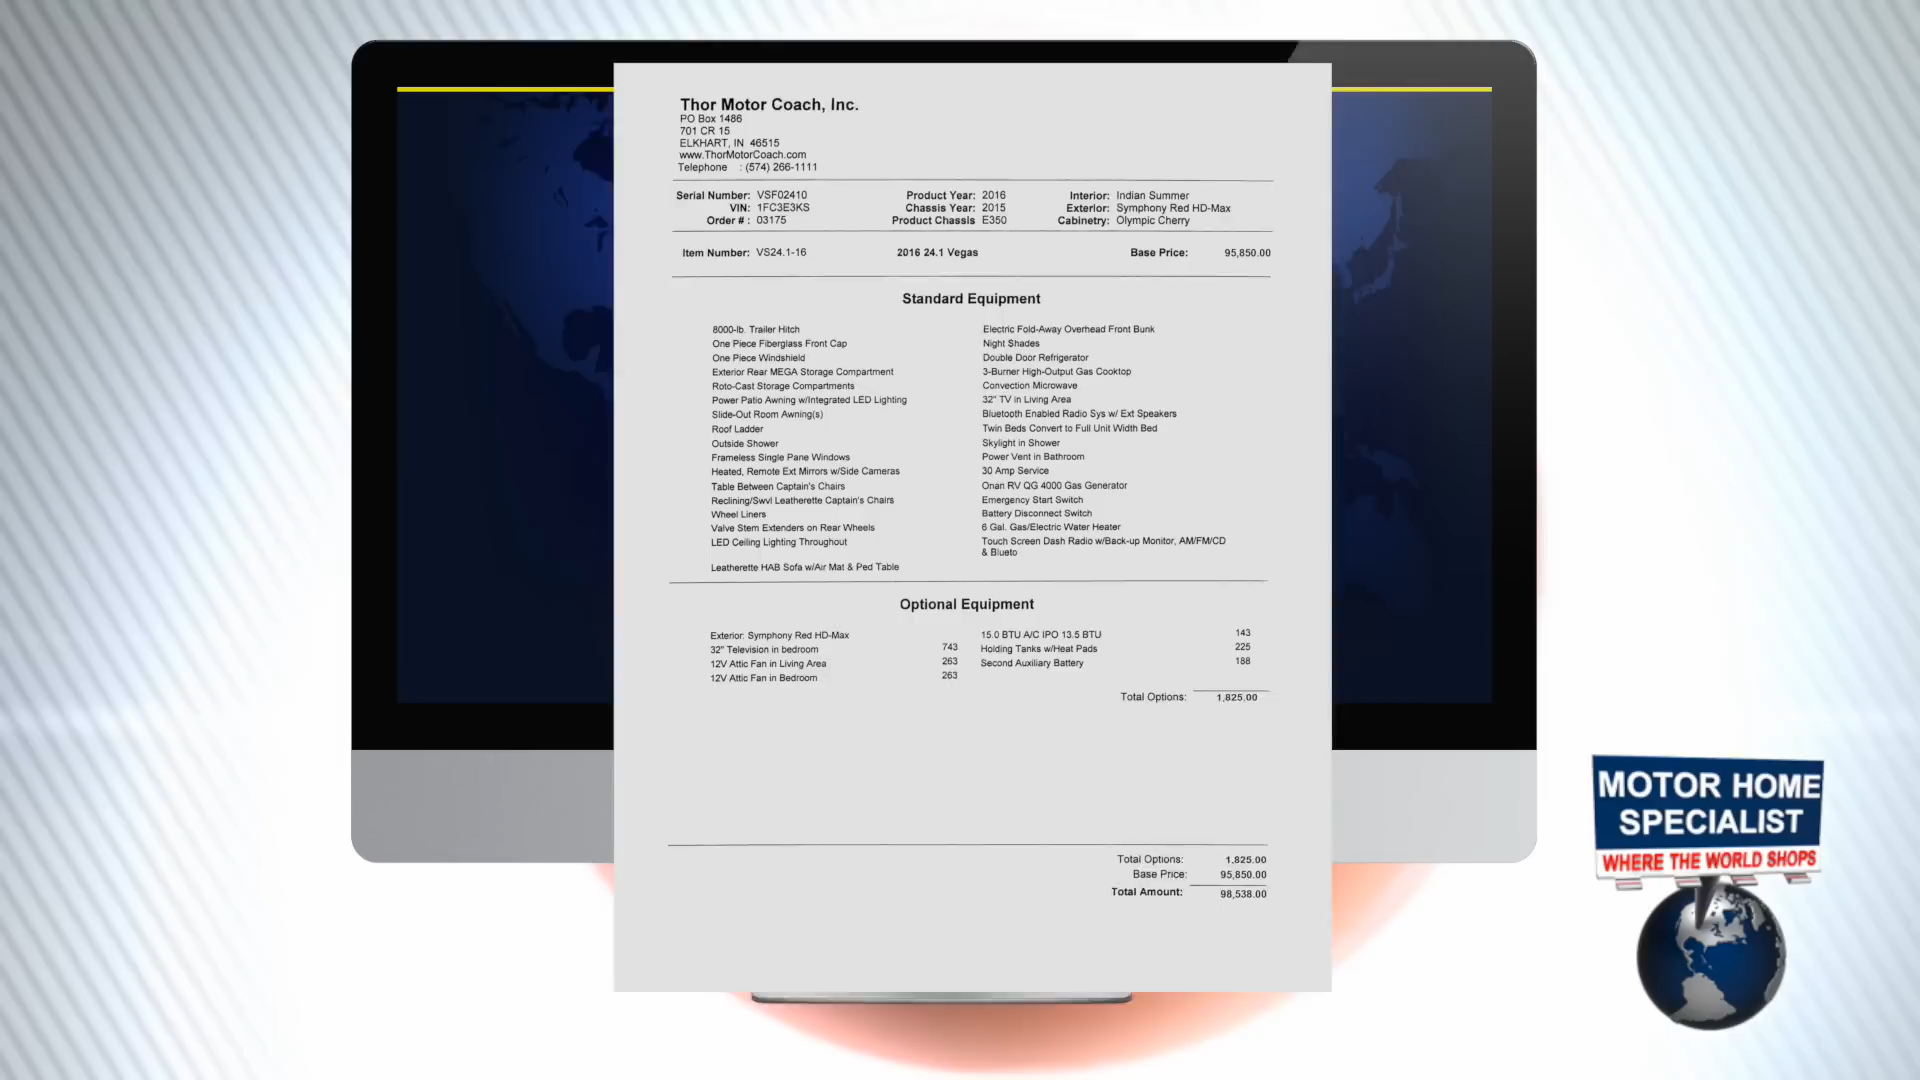 Thor Motor Coach, Inc.
PO Box 1486
701 CR 15
ELKHART, IN 46515
www.ThorMotorCoach.com
Telephone : (574) 266-1111
Serial Number: VSF02410 Product Year: 2016 Interior: Indian Summer
VIN: 1FC3E3KS Chassis Year: 2015 Exterior: Symphony Red HD-Max
Order # : 03175 Product Chassis E350 Cabinetry: Olympic Cherry
Item Number: VS24.1-16 2016 24.1 Vegas Base Price: 95,850.00
Standard Equipment
8000-lb. Trailer Hitch
One Piece Fiberglass Front Cap
One Piece Windshield
Exterior Rear MEGA Storage Compartment
Roto-Cast Storage Compartments
Power Patio Awning w/Integrated LED Lighting
Slide-Out Room Awning(s)
Roof Ladder
Outside Shower
Frameless Single Pane Windows
Heated, Remote Ext Mirrors w/Side Cameras
Table Between Captain's Chairs
Reclining/Swvl Leatherette Captain's Chairs
Wheel Liners
Valve Stem Extenders on Rear Wheels
LED Ceiling Lighting Throughout
Leatherette HAB Sofa w/Air Mat & Ped Table
Electric Fold-Away Overhead Front Bunk
Night Shades
Double Door Refrigerator
3-Burner High-Output Gas Cooktop
Convection Microwave
32" TV in Living Area
Bluetooth Enabled Radio Sys w/ Ext Speakers
Twin Beds Convert to Full Unit Width Bed
Skylight in Shower
Power Vent in Bathroom
30 Amp Service
Onan RV QG 4000 Gas Generator
Emergency Start Switch
Battery Disconnect Switch
6 Gal. Gas/Electric Water Heater
Touch Screen Dash Radio w/Back-up Monitor, AM/FM/CD
& Blueto
Optional Equipment
Exterior: Symphony Red HD-Max
32" Television in bedroom 743
12V Attic Fan in Living Area 263
12V Attic Fan in Bedroom 263
15.0 BTU A/C IPO 13.5 BTU 143
Holding Tanks w/Heat Pads 225
Second Auxiliary Battery 188
Total Options: 1,825.00
Total Options: 1,825.00
Base Price: 95,850.00
Total Amount: 98,538.00
MOTOR HOME
SPECIALIST
WHERE THE WORLD SHOPS